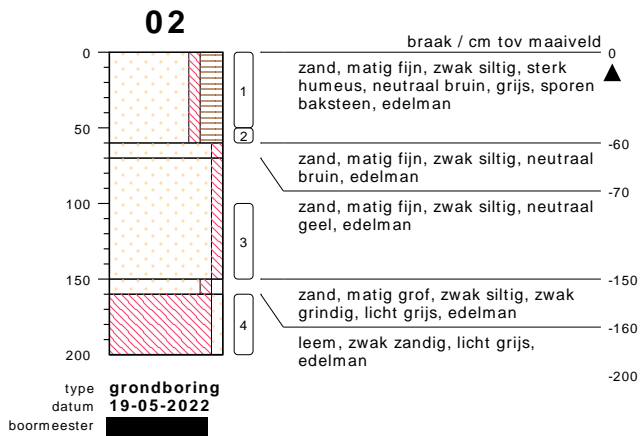 02
braak / cm tov maaiveld
0
0
zand, matig fijn, zwak siltig, sterk
humeus, neutraal bruin, grijs, sporen
baksteen, edelman
1
50
2
-60
zand, matig fijn, zwak siltig, neutraal
bruin, edelman
-70
100
zand, matig fijn, zwak siltig, neutraal
geel, edelman
3
150
-150
zand, matig grof, zwak siltig, zwak
grindig, licht grijs, edelman
4
-160
leem, zwak zandig, licht grijs,
edelman
200
-200
type grondboring
datum 19-05-2022
boormeester